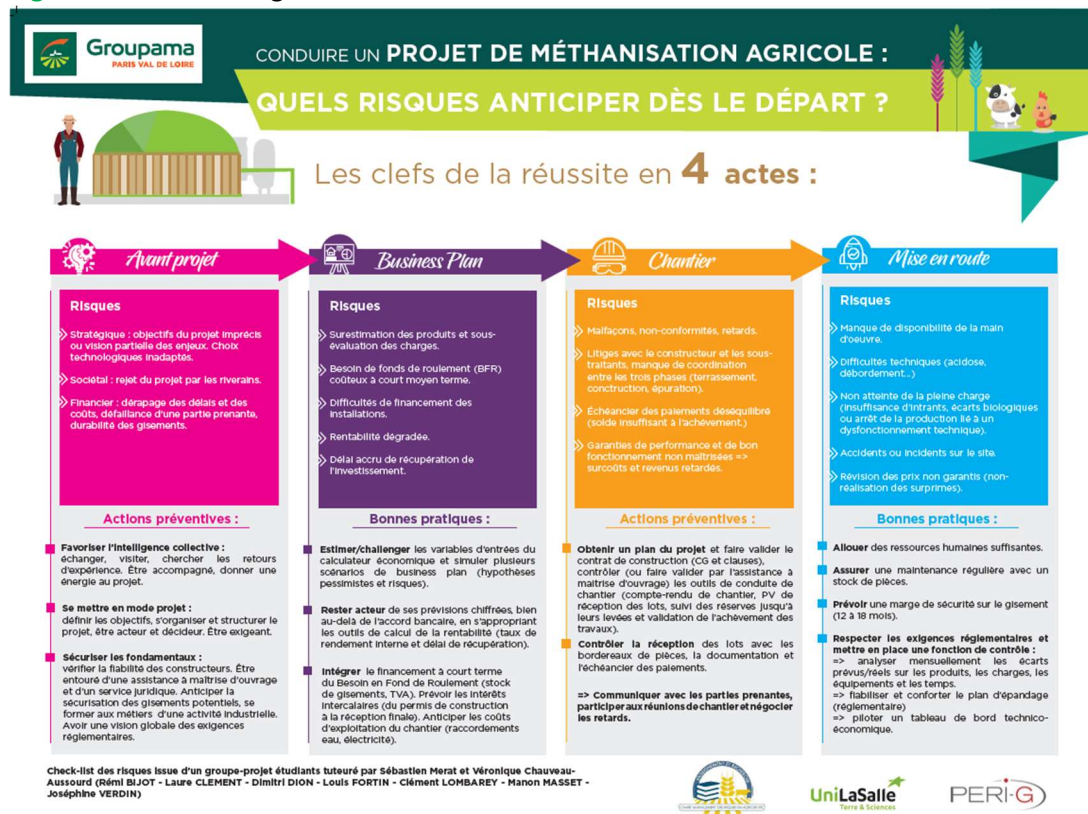 Groupama
PARIS VAL DE LOIRE
CONDUIRE UN PROJET DE MÉTHANISATION AGRICOLE :
QUELS RISQUES ANTICIPER DÈS LE DÉPART ?
Les clefs de la réussite en 4 actes :
Avant projet
Risques
Stratégique : objectifs du projet imprécis
ou vision partielle des enjeux. Choix
technologiques inadaptés.
Sociétal : rejet du projet par les riverains.
Financier : dérapage des délais et des
coûts, défaillance d'une partie prenante,
durabilité des gisements.
Actions préventives :
Favoriser l'intelligence collective :
échanger, visiter, chercher les retours
d'expérience. Être accompagné, donner une
énergie au projet.
Se mettre en mode projet :
définir les objectifs, s'organiser et structurer le
projet, être acteur et décideur. Être exigeant.
Sécuriser les fondamentaux :
vérifier la fiabilité des constructeurs. Être
entouré d'une assistance à maîtrise d'ouvrage
et d'un service juridique. Anticiper la
sécurisation des gisements potentiels, se
former aux métiers d'une activité industrielle.
Avoir une vision globale des exigences
réglementaires.
Business Plan
Risques
Surestimation des produits et sous-
évaluation des charges.
Besoin de fonds de roulement (BFR)
coûteux à court moyen terme.
Difficultés de financement des
installations.
Rentabilité dégradée.
Délai accru de récupération de
l'investissement.
Bonnes pratiques :
Estimer/challenger les variables d'entrées du
calculateur économique et simuler plusieurs
scénarios de business plan (hypothèses
pessimistes et risques).
Rester acteur de ses prévisions chiffrées, bien
au-delà de l'accord bancaire, en s'appropriant
les outils de calcul de la rentabilité (taux de
rendement interne et délai de récupération).
Intégrer le financement à court terme
du Besoin en Fond de Roulement (stock
de gisements, TVA). Prévoir les intérêts
intercalaires (du permis de construction
à la réception finale). Anticiper les coûts
d'exploitation du chantier (raccordements
eau, électricité).
Chantier
Risques
Malfaçons, non-conformités, retards.
Litiges avec le constructeur et les sous-
traitants, manque de coordination
entre les trois phases (terrassement,
conctruction, épuration).
Échéancier des paiements déséquilibré
(solde insuffisant à l'achèvement.)
Garanties de performance et de bon
fonctionnement non maîtrisées =>
surcoûts et revenus retardés.
Actions préventives :
Obtenir un plan du projet et faire valider le
contrat de construction (CG et clauses),
contrôler (ou faire valider par l'assistance à
maîtrise d'ouvrage) les outils de conduite de
chantier (compte-rendu de chantier, PV de
réception des lots, suivi des réserves jusqu'à
leurs levées et validation de l'achèvement des
travaux).
Contrôler la réception des lots avec les
bordereaux de pièces, la documentation et
l'échéancier des paiements.
=> Communiquer avec les parties prenantes,
participer aux réunions de chantier et négocier
les retards.
Mise en route
Risques
Manque de disponibilité de la main
d'oeuvre.
Difficultés techniques (acidose,
débordement...)
Non atteinte de la pleine charge
(insuffisance d'intrants, écarts biologiques
ou arrêt de la production lié à un
dysfonctionnement technique).
Accidents ou incidents sur le site.
Révision des prix non garantis (non-
réalisation des surprimes).
Bonnes pratiques :
Allouer des ressources humaines suffisantes.
Assurer une maintenance régulière avec un
stock de pièces.
Prévoir une marge de sécurité sur le gisement
(12 à 18 mois).
Respecter les exigences réglementaires et
mettre en place une fonction de contrôle :
=> analyser mensuellement les écarts
prévus/réels sur les produits, les charges, les
équipements et les temps.
=> fiabiliser et conforter le plan d'épandage
(réglementaire)
=> piloter un tableau de bord technico-
économique.
Check-list des risques issue d'un groupe-projet étudiants tuteuré par Sébastien Merat et Véronique Chauveau-
Aussourd (Rémi BIJOT - Laure CLEMENT - Dimitri DION - Louis FORTIN - Clément LOMBAREY - Manon MASSET -
Joséphine VERDIN)
UniLaSalle
Terre & Sciences
PERI-G